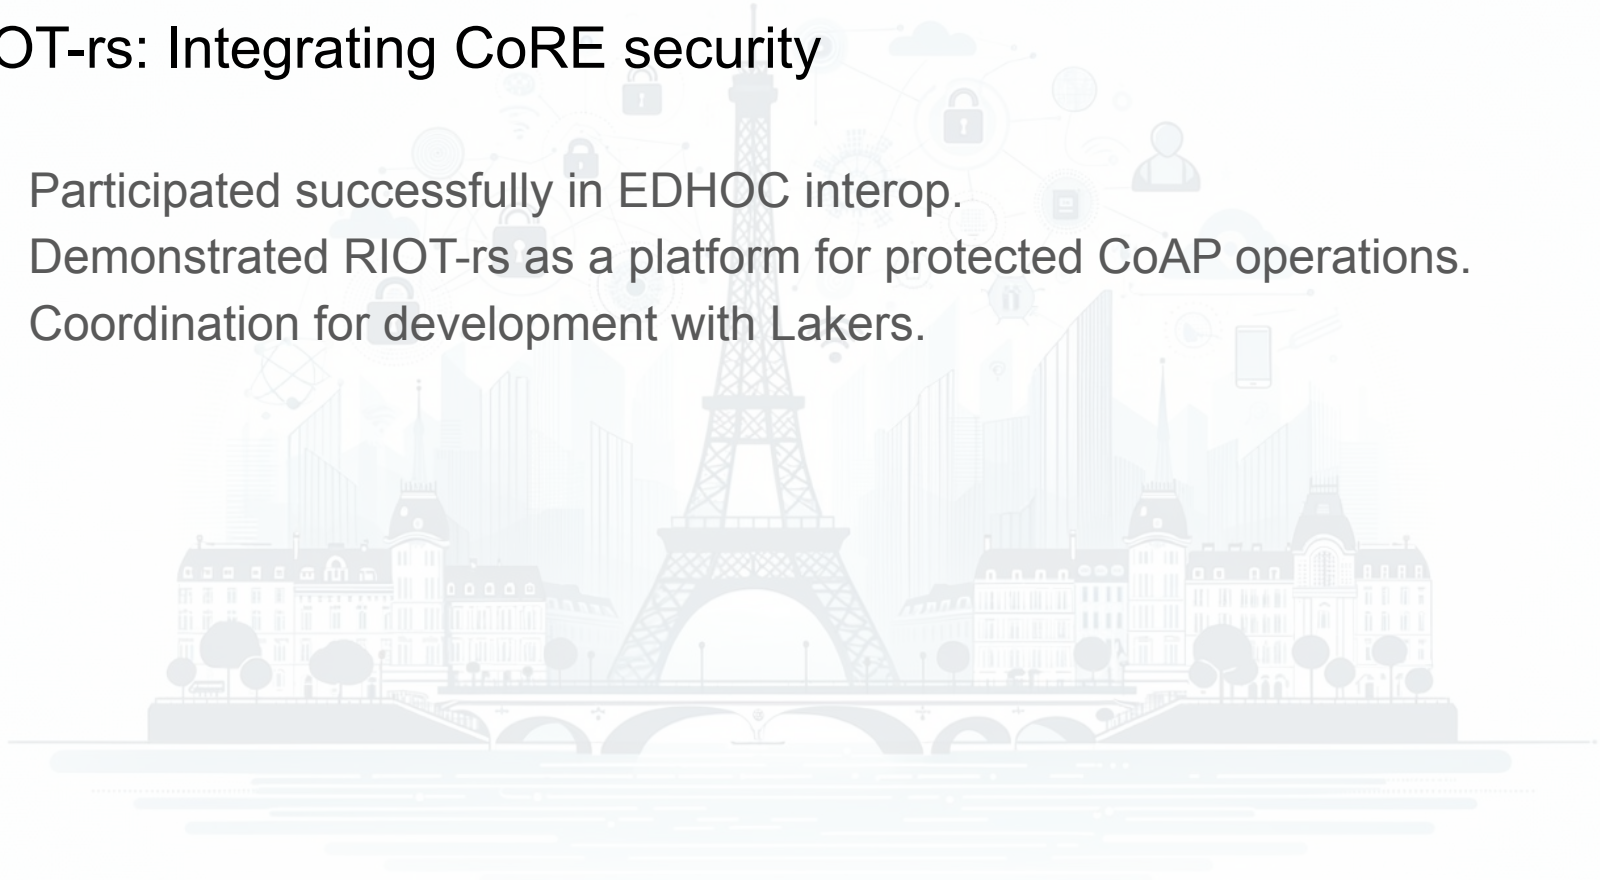 OT-rs: Integrating CoRE security
Participated successfully in EDHOC interop.
Demonstrated RIOT-rs as a platform for protected CoAP operations.
Coordination for development with Lakers.